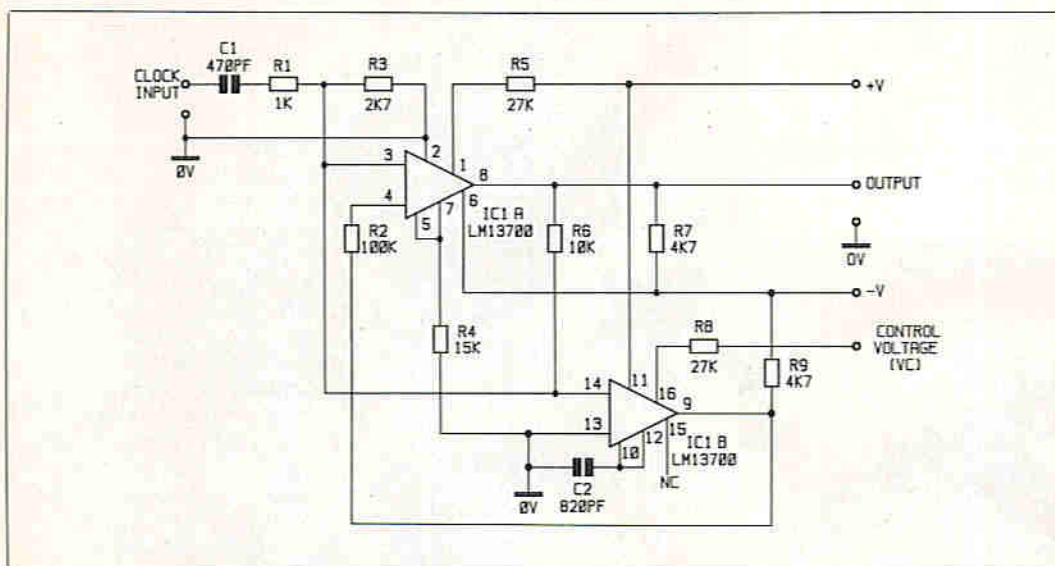 C1
470PF
R1
1K
R3
2K7
R5
27K
CLOCK
INPUT
+V
0V
3
2
1
8
4
5
7
6
OUTPUT
IC1 A
LM13700
R2
100K
R6
10K
R7
4K7
0V
-V
R4
15K
R8
27K
CONTROL
VOLTAGE
(VC)
R9
4K7
14
11
16
9
13
10
12
15
IC1 B
LM13700
NC
C2
820PF
0V